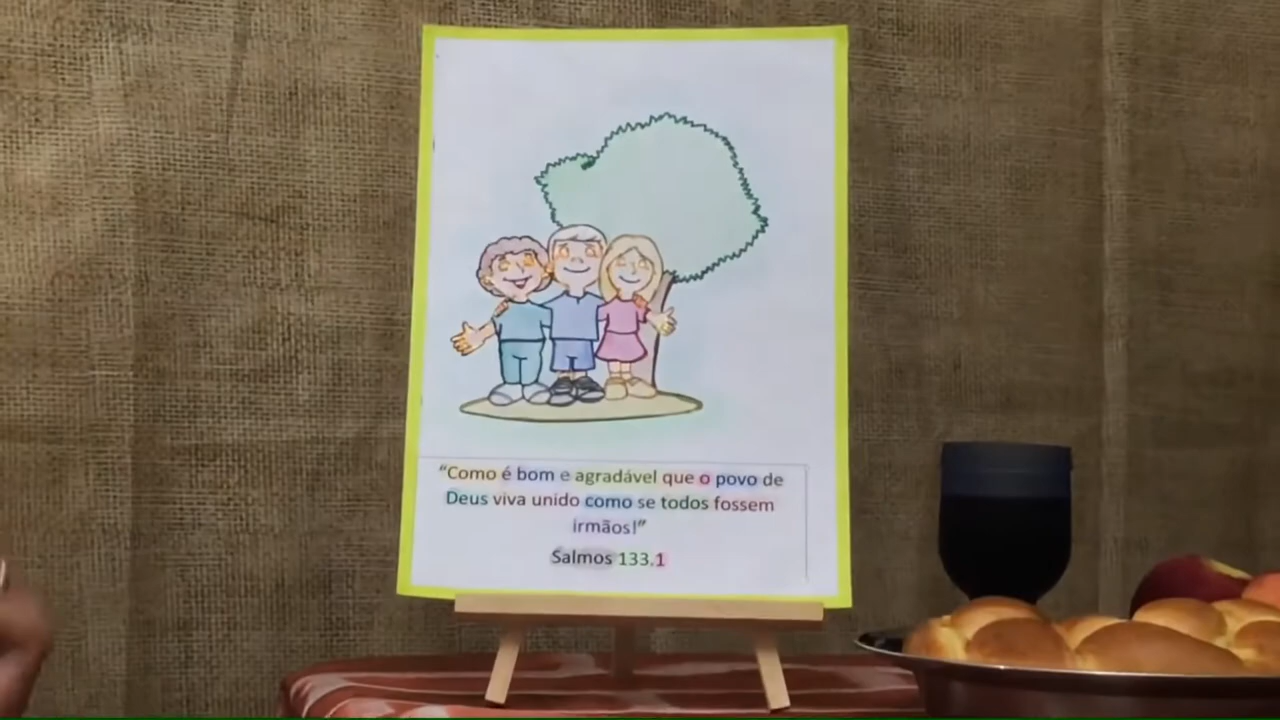 “Como é bom e agradável que o povo de
Deus viva unido como se todos fossem
irmãos!”
Salmos 133.1